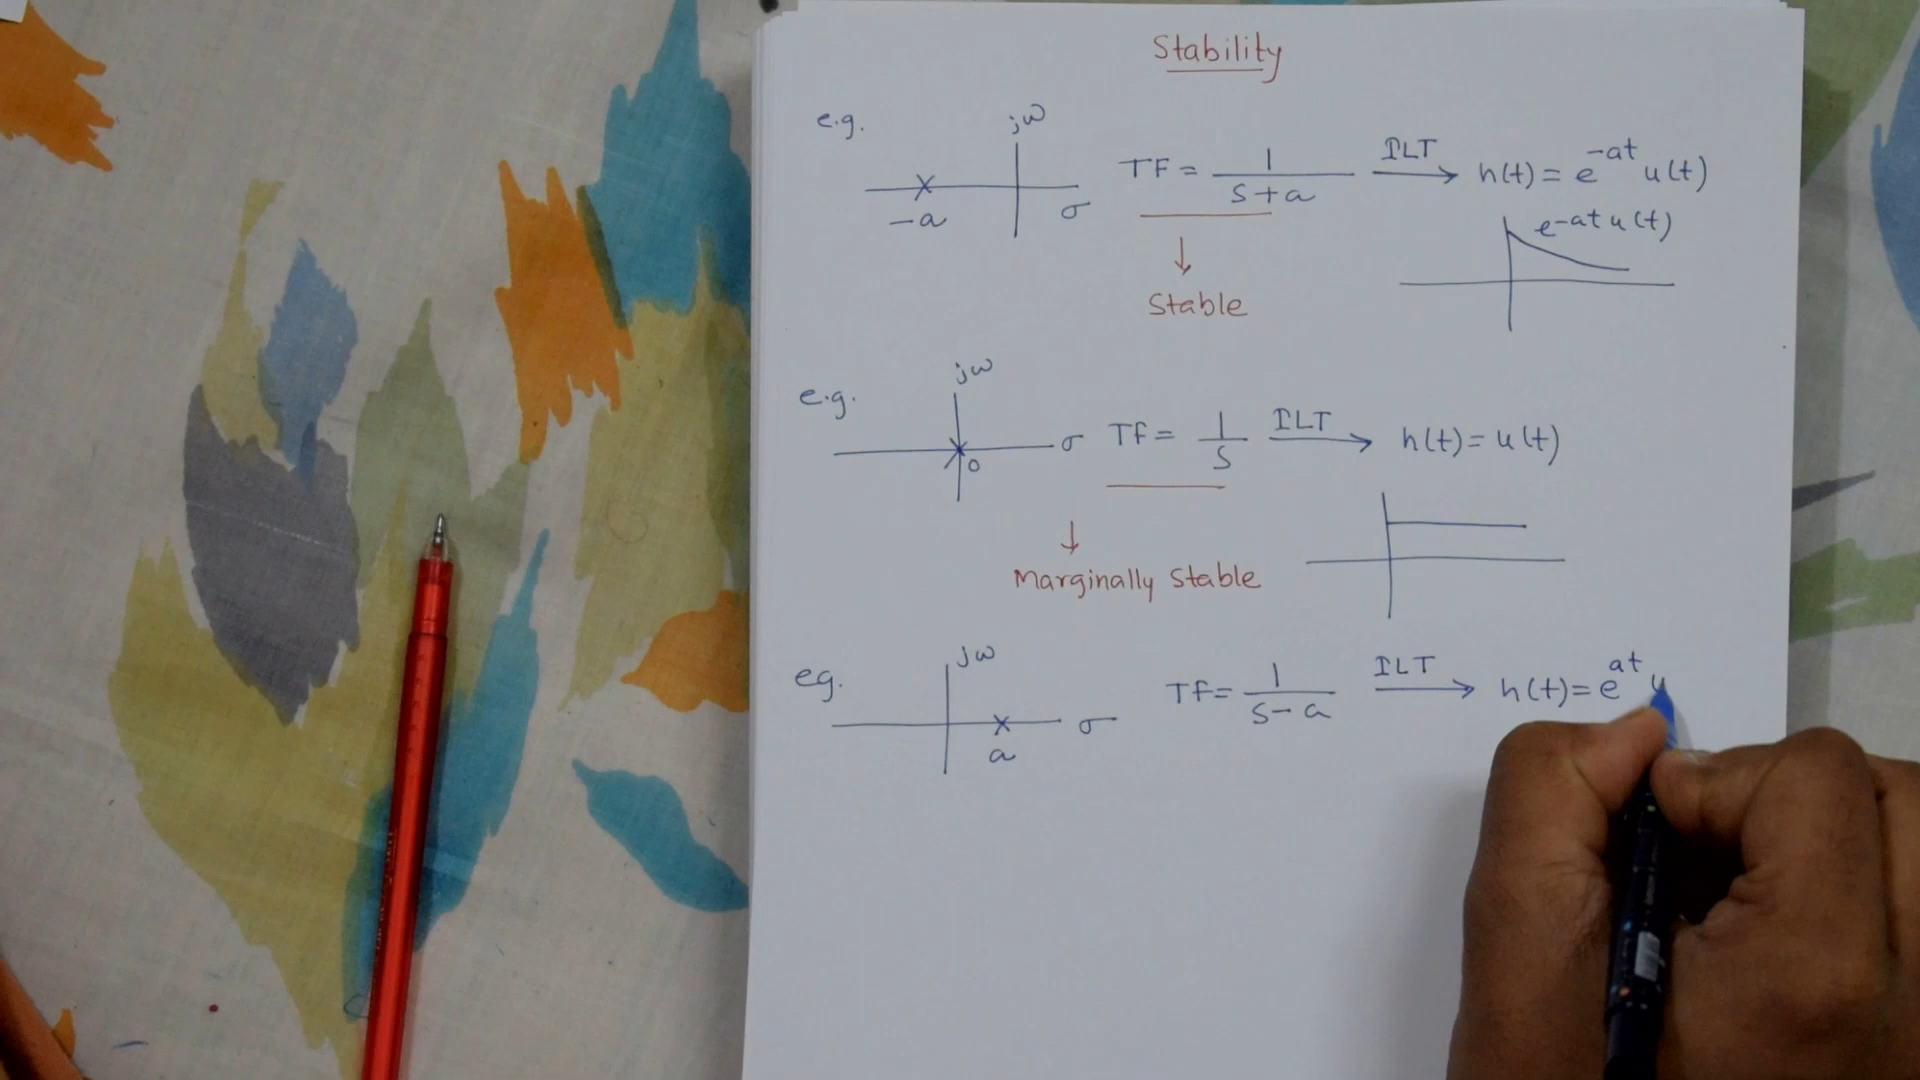 Stability
e.g.
jω
σ
-a
TF = 1/(s+a) ILT → h(t) = e^-at u(t)
e^-at u(t)
↓
Stable
e.g.
jω
σ
0
Tf = 1/s ILT → h(t) = u(t)
↓
Marginally Stable
eg.
jω
σ
a
Tf = 1/(s-a) ILT → h(t) = e^at u